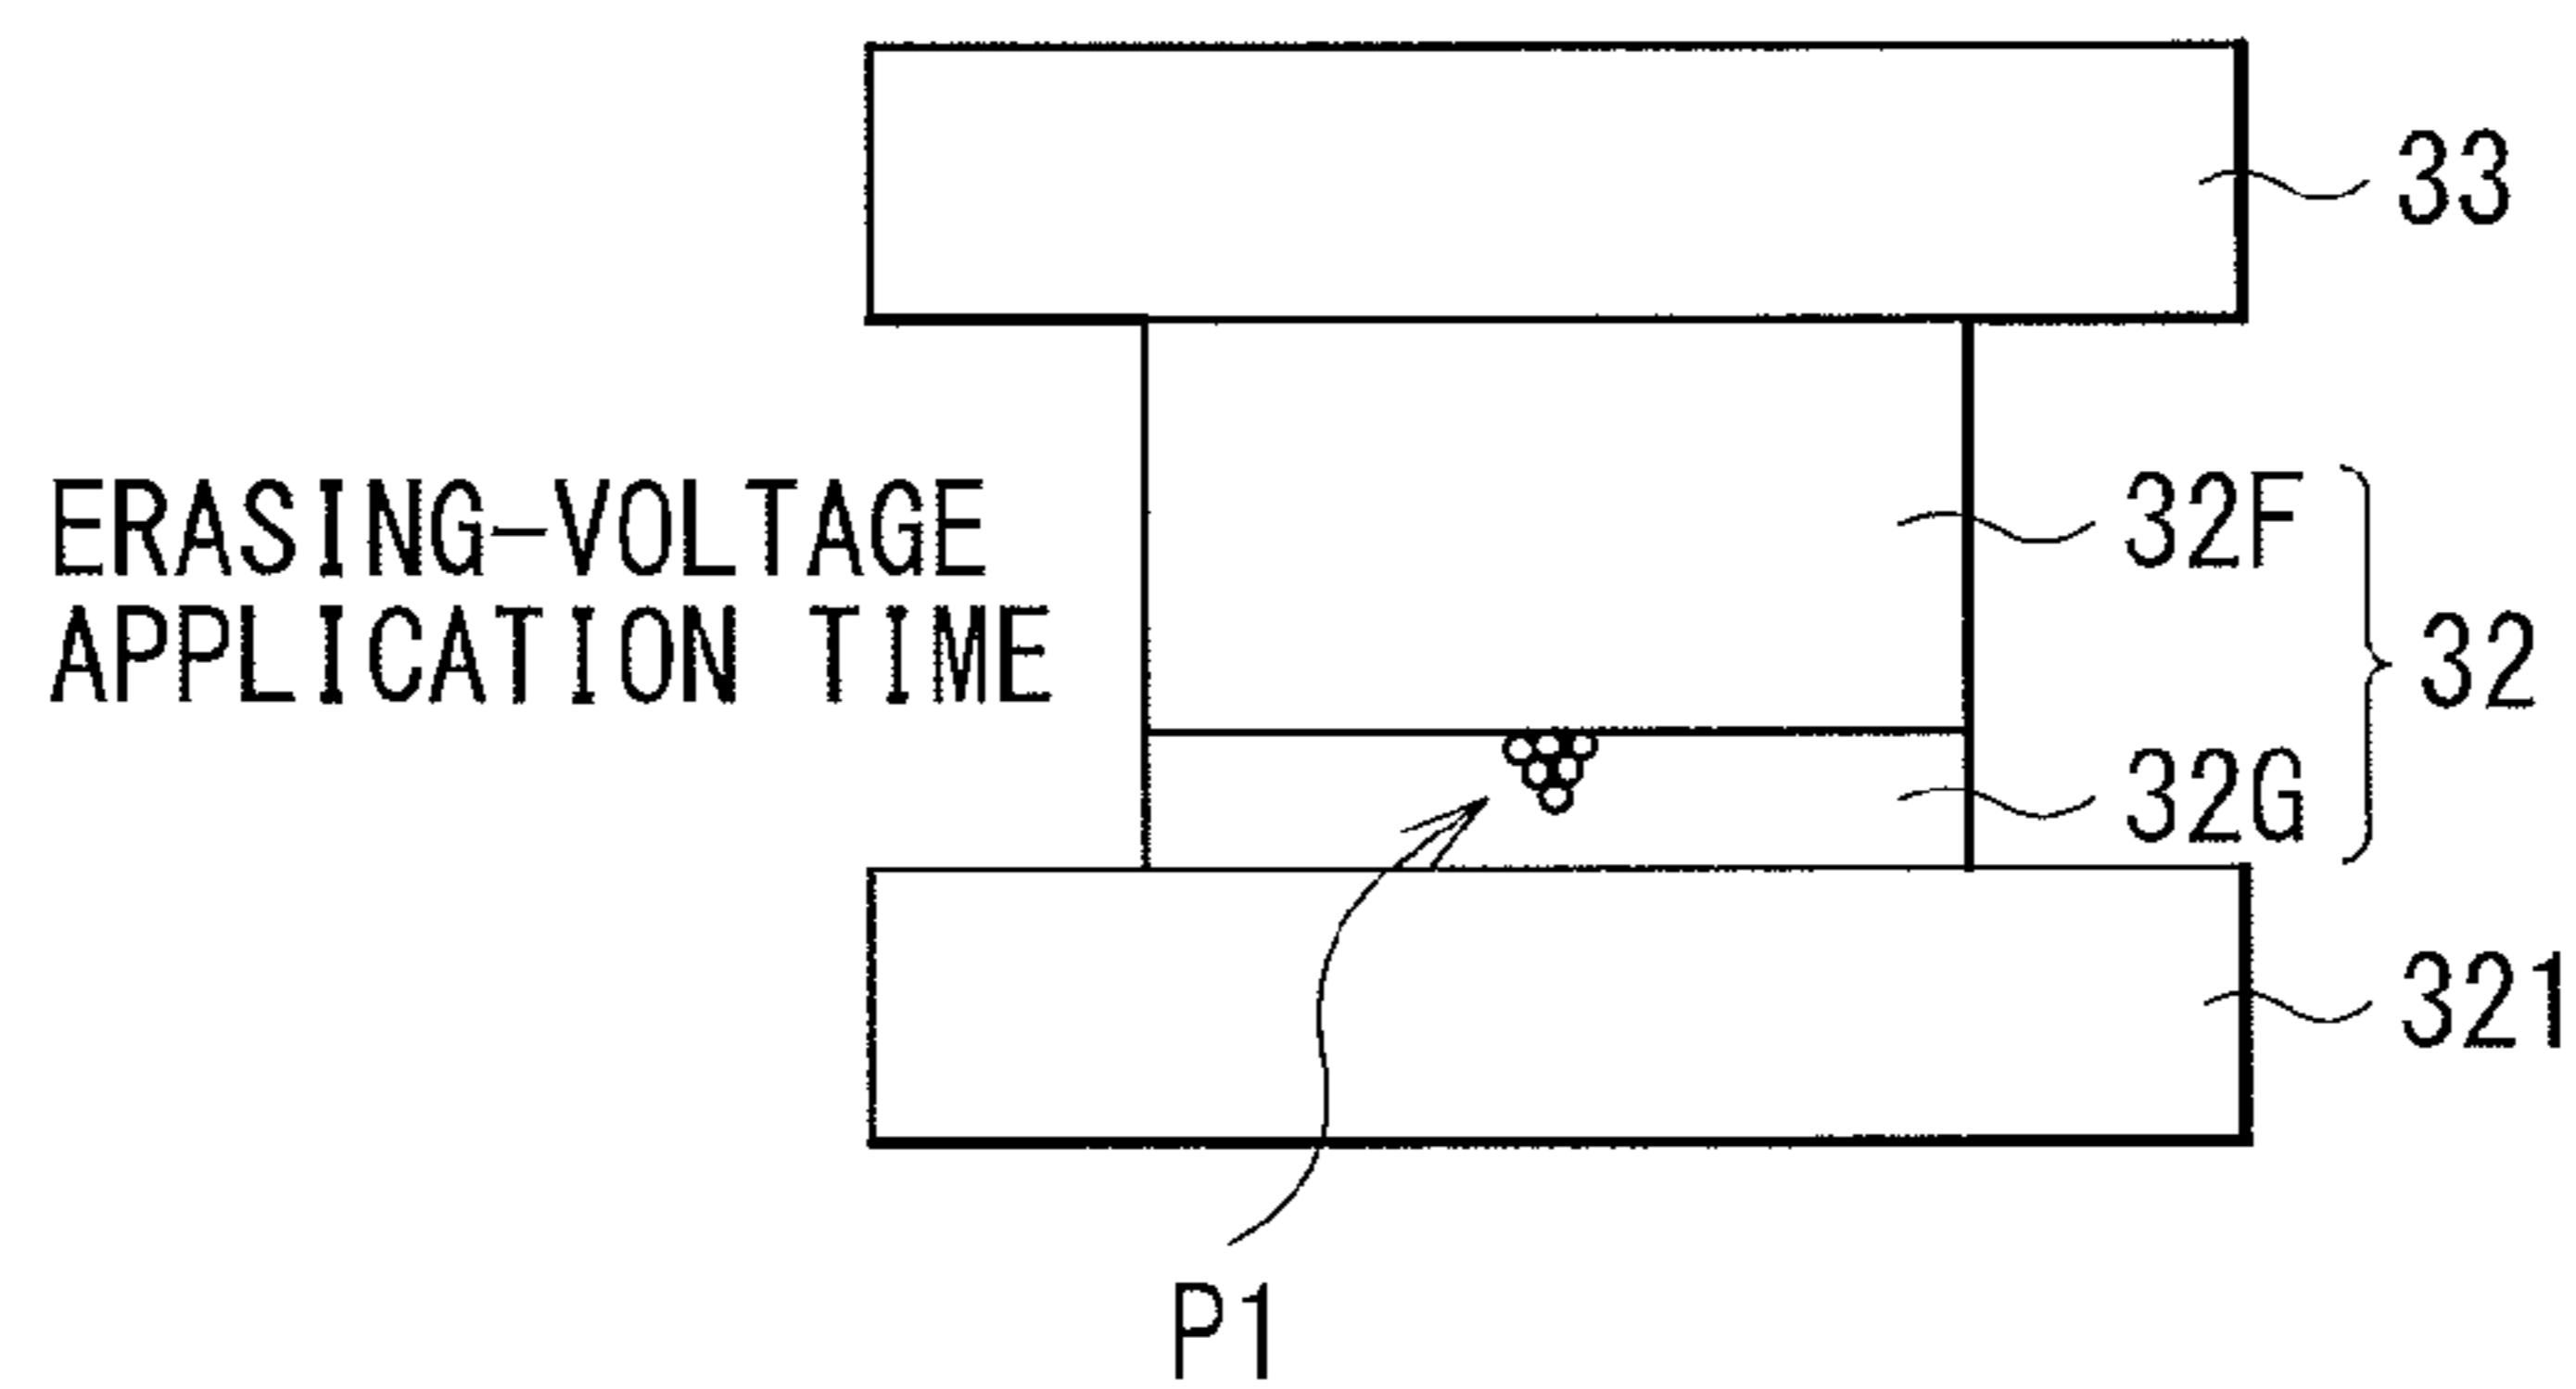 33
ERASING-VOLTAGE
APPLICATION TIME
32F
32
32G
321
P1